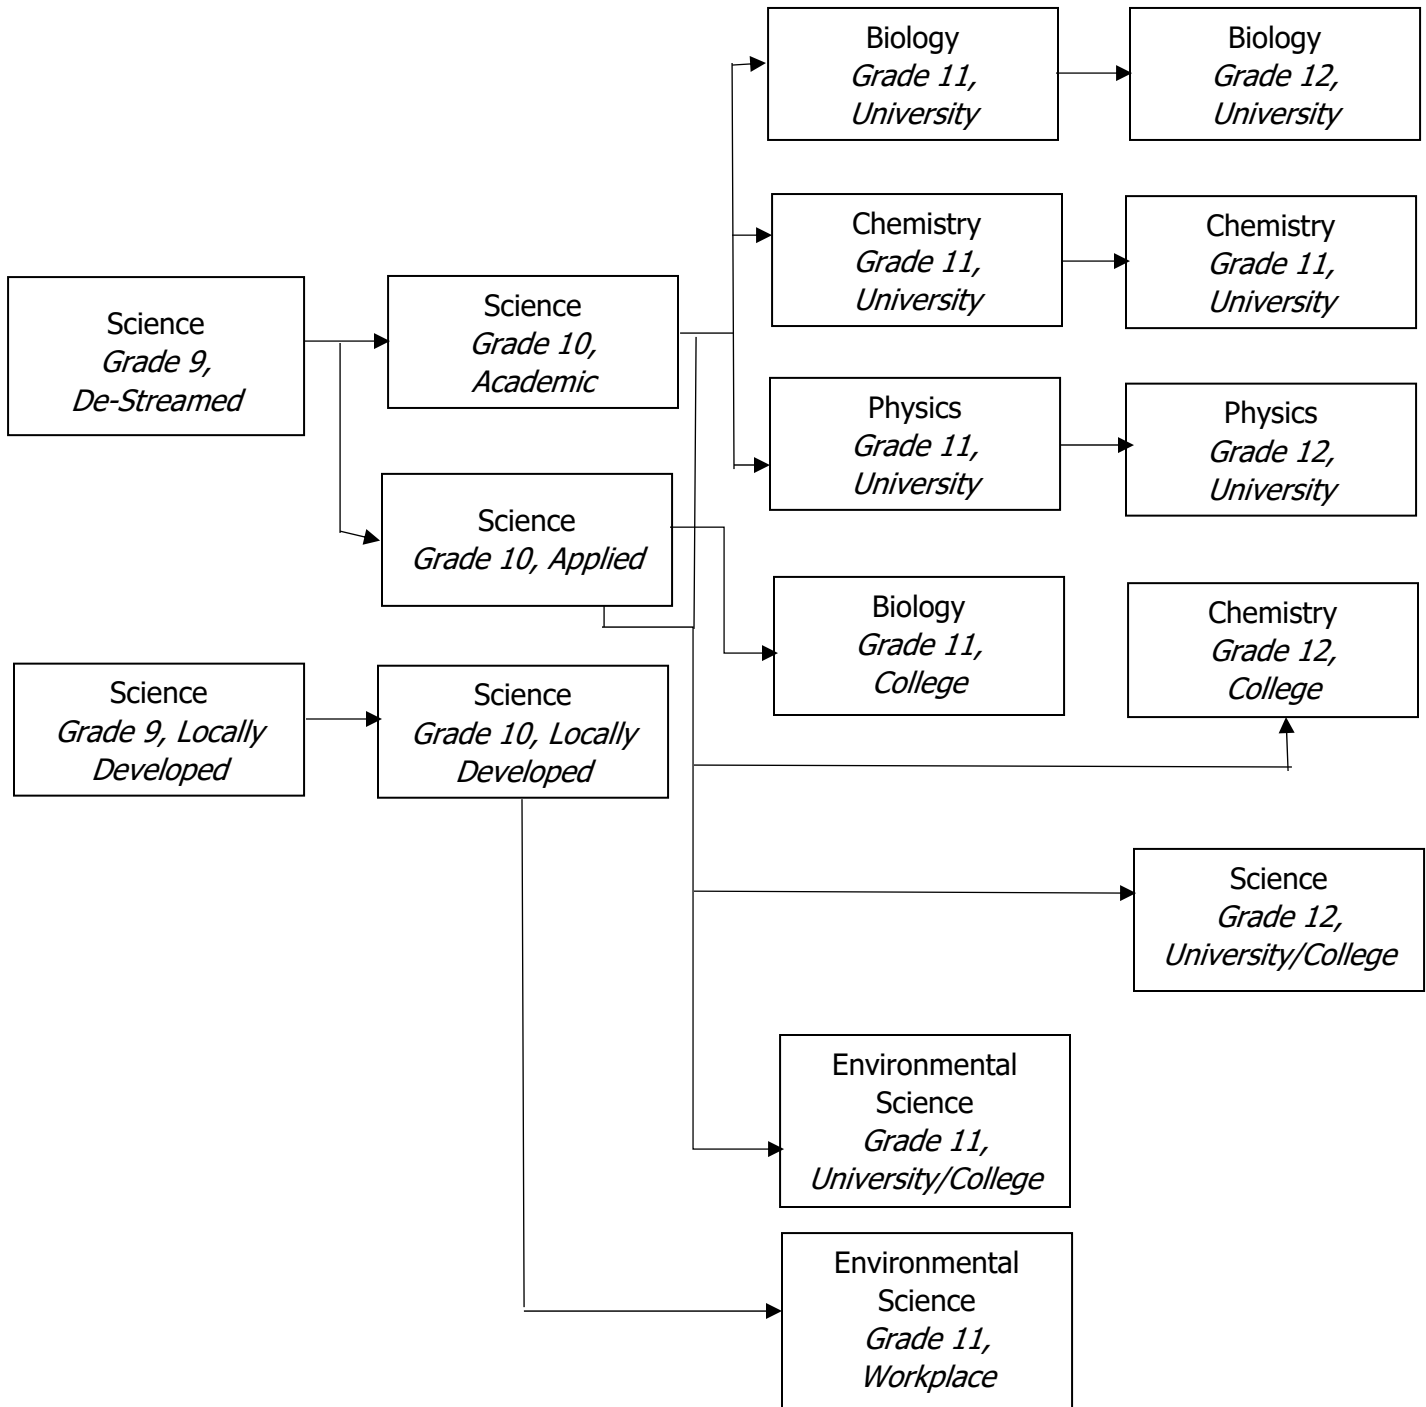 Biology
Grade 11,
University
Biology
Grade 12,
University
Chemistry
Grade 11,
University
Chemistry
Grade 11,
University
Science
Grade 9,
De-Streamed
Science
Grade 10,
Academic
Physics
Grade 11,
University
Physics
Grade 12,
University
Science
Grade 10, Applied
Biology
Grade 11,
College
Chemistry
Grade 12,
College
Science
Grade 9, Locally
Developed
Science
Grade 10, Locally
Developed
Science
Grade 12,
University/College
Environmental
Science
Grade 11,
University/College
Environmental
Science
Grade 11,
Workplace